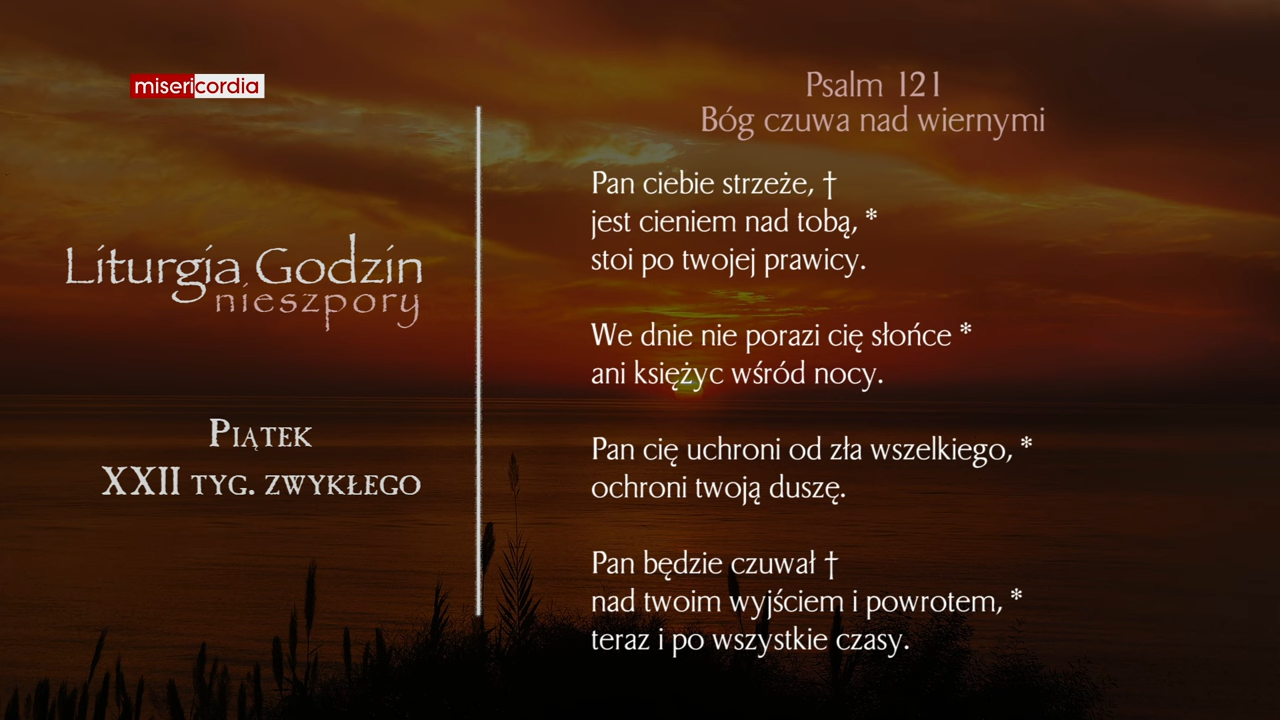 misericordia
Liturgia Godzin
nieszpory
Piątek
XXII tyg. zwykłego
Psalm 121
Bóg czuwa nad wiernymi
Pan ciebie strzeże, †
jest cieniem nad tobą, *
stoi po twojej prawicy.
We dnie nie porazi cię słońce *
ani księżyc wśród nocy.
Pan cię uchroni od zła wszelkiego, *
ochroni twoją duszę.
Pan będzie czuwał †
nad twoim wyjściem i powrotem, *
teraz i po wszystkie czasy.